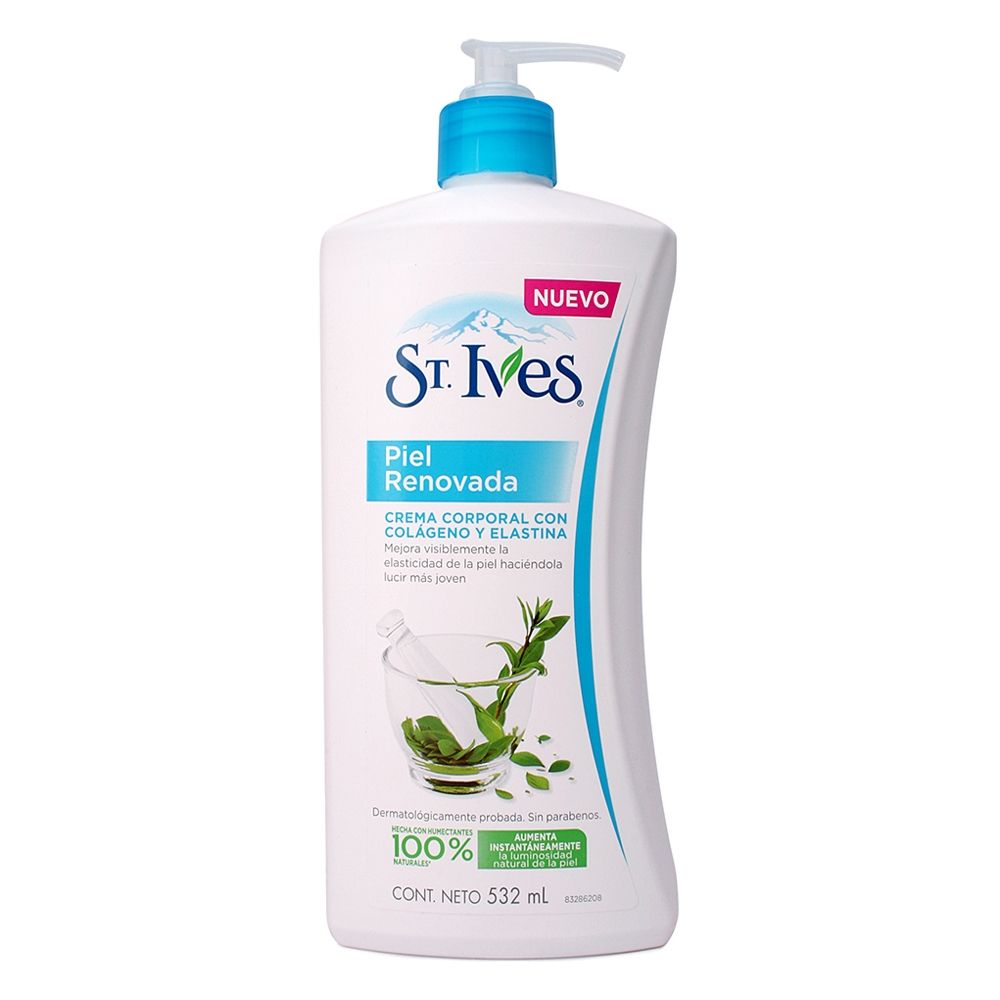 NUEVO
ST. IVES®
Piel
Renovada
CREMA CORPORAL CON
COLÁGENO Y ELASTINA
Mejora visiblemente la
elasticidad de la piel haciéndola
lucir más joven
Dermatológicamente probada. Sin parabenos.
HECHA CON HUMECTANTES
100%
NATURALES*
AUMENTA
INSTANTÁNEAMENTE
la luminosidad
natural de la piel
CONT. NETO 532 mL
83286208